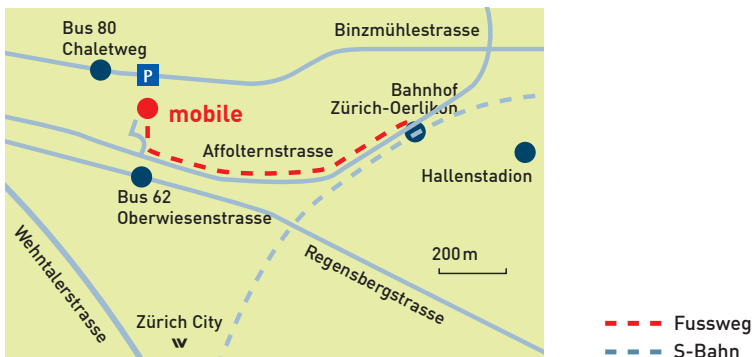 Bus 80
Chaletweg
Binzmühlestrasse
P
mobile
Bahnhof
Zürich-Oerlikon
Affolternstrasse
Hallenstadion
Bus 62
Oberwiesenstrasse
Wehntalerstrasse
Regensbergstrasse
200 m
Zürich City
Fussweg
S-Bahn